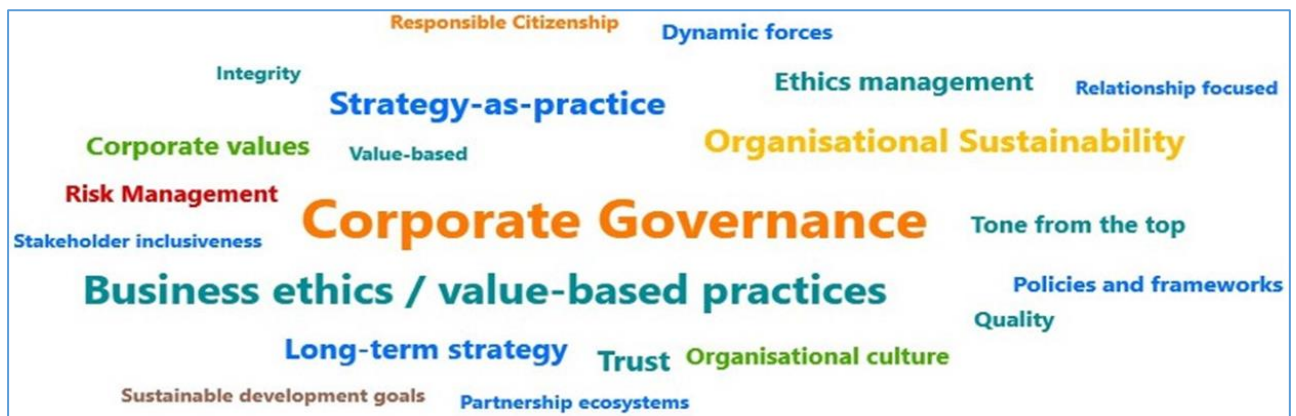 Responsible Citizenship
Dynamic forces
Integrity
Ethics management
Relationship focused
Strategy-as-practice
Organisational Sustainability
Corporate values
Value-based
Risk Management
Corporate Governance
Tone from the top
Stakeholder inclusiveness
Business ethics / value-based practices
Policies and frameworks
Quality
Long-term strategy
Trust
Organisational culture
Sustainable development goals
Partnership ecosystems